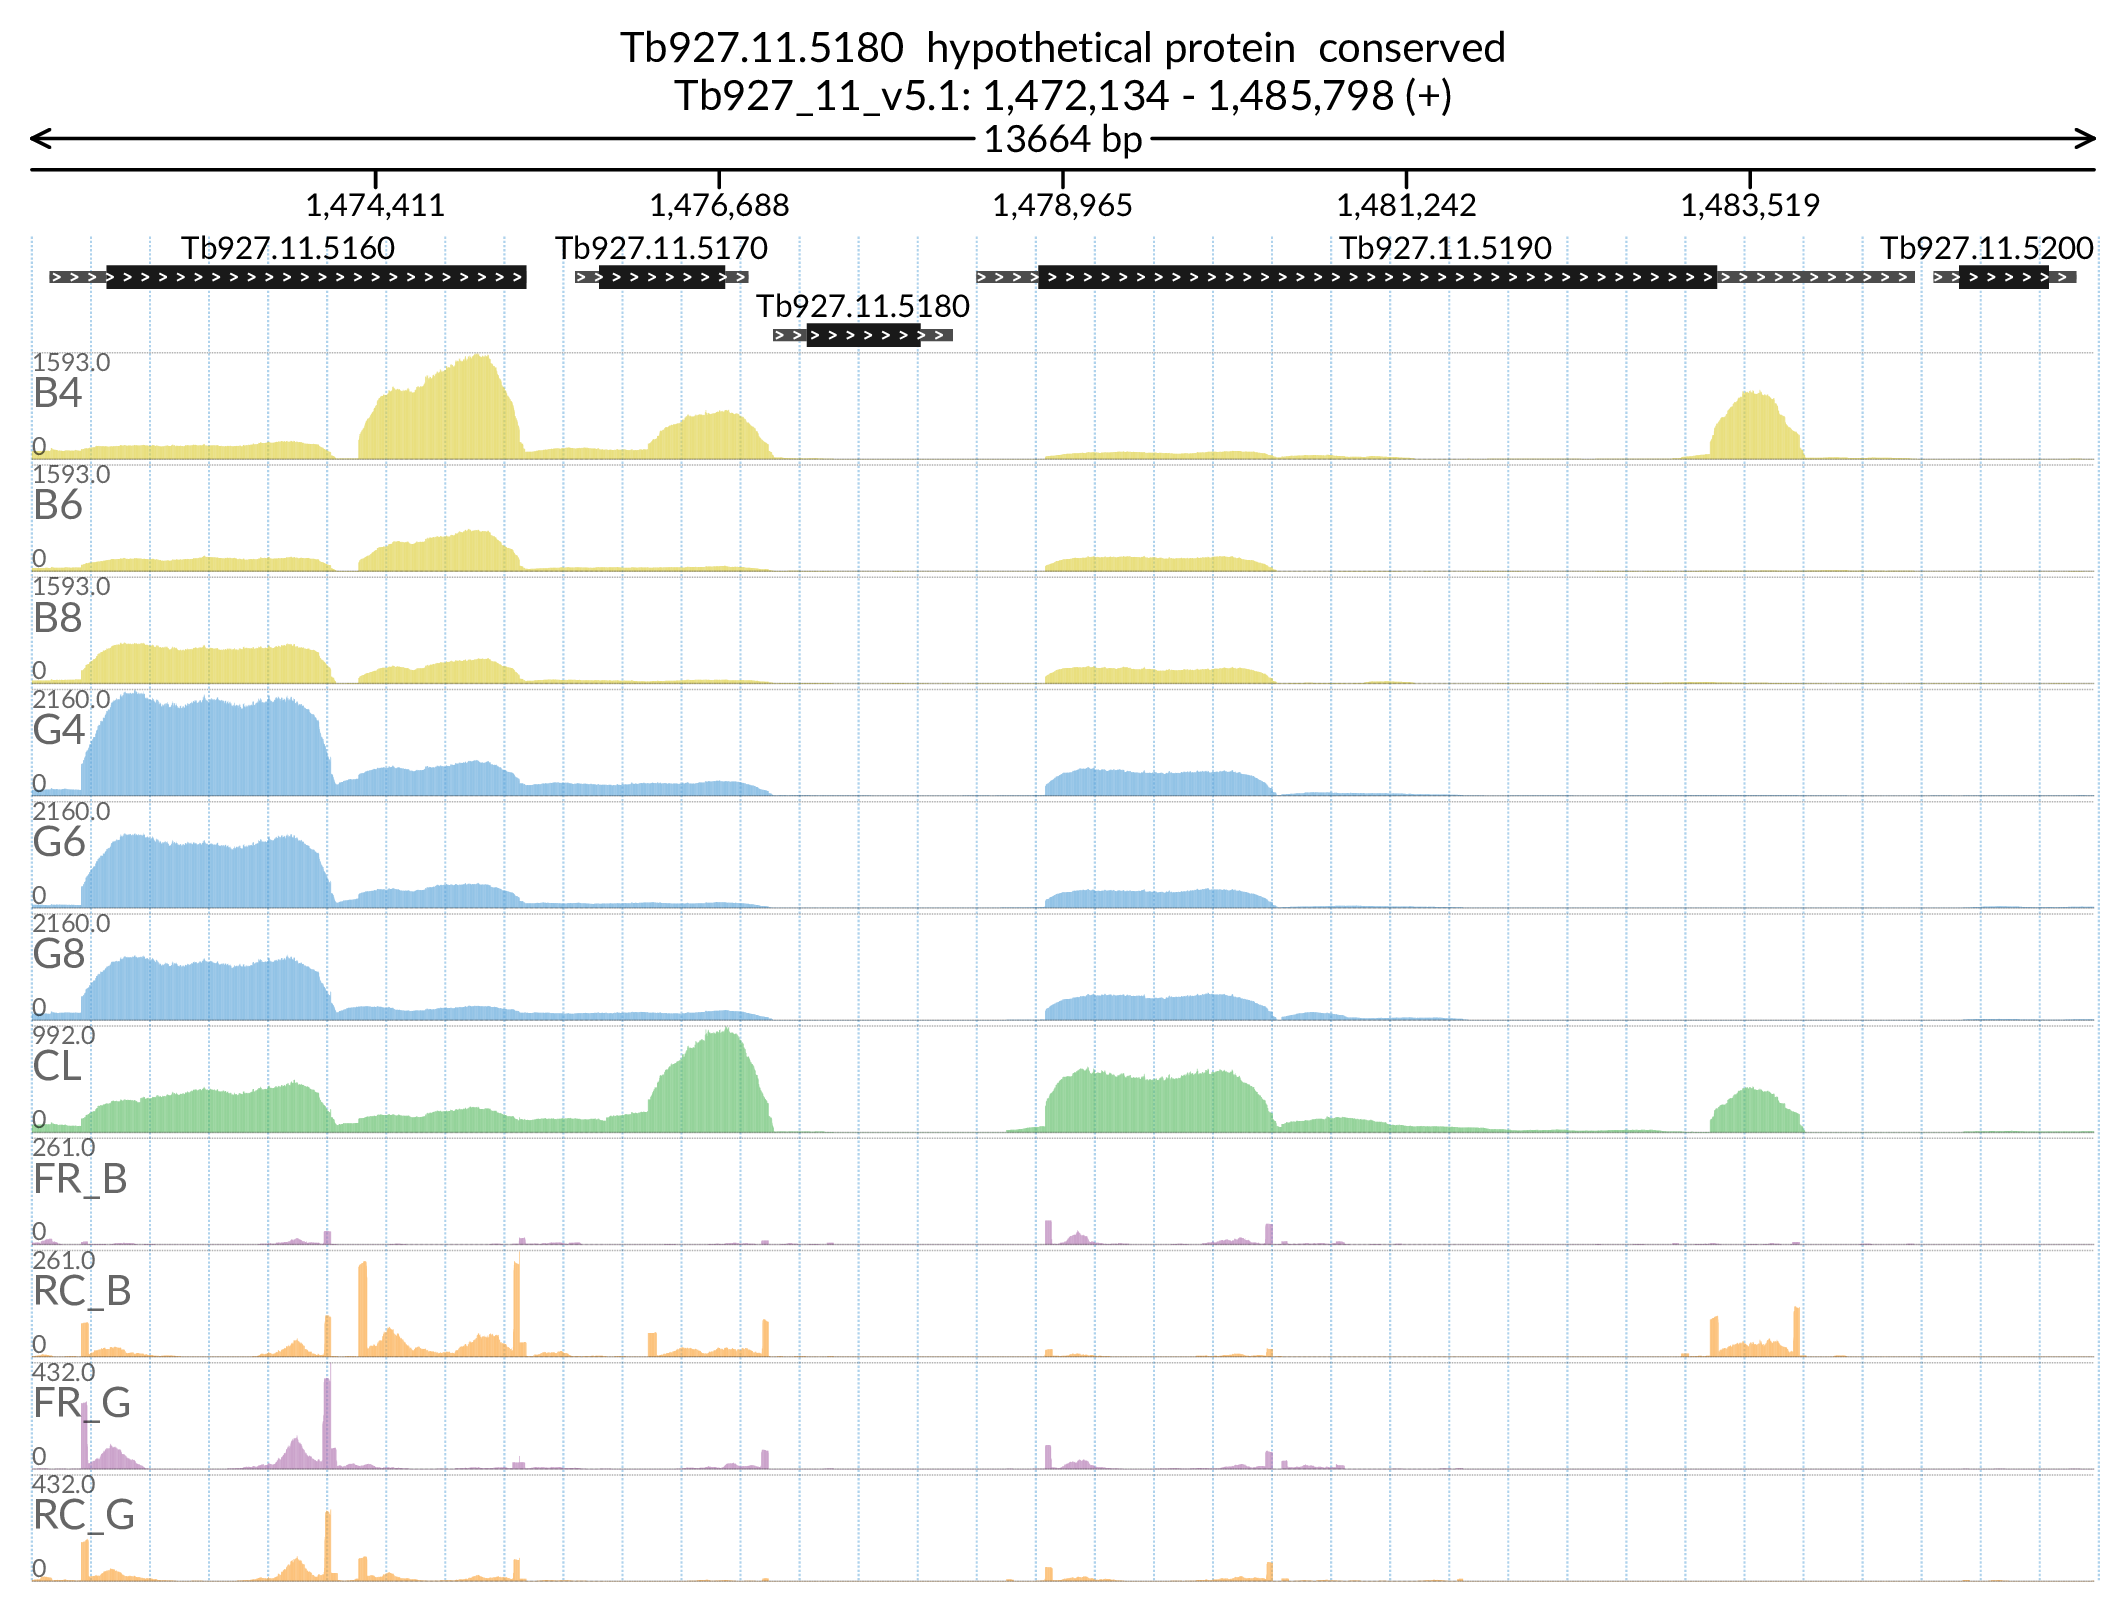 Tb927.11.5180  hypothetical protein  conserved
Tb927_11_v5.1: 1,472,134 - 1,485,798 (+)
13664 bp
1,474,411 1,476,688 1,478,965 1,481,242 1,483,519
Tb927.11.5160 Tb927.11.5170 Tb927.11.5190 Tb927.11.5200
Tb927.11.5180
1593.0
B4
0
1593.0
B6
0
1593.0
B8
0
2160.0
G4
0
2160.0
G6
0
2160.0
G8
0
992.0
CL
0
261.0
FR_B
0
261.0
RC_B
0
432.0
FR_G
0
432.0
RC_G
0